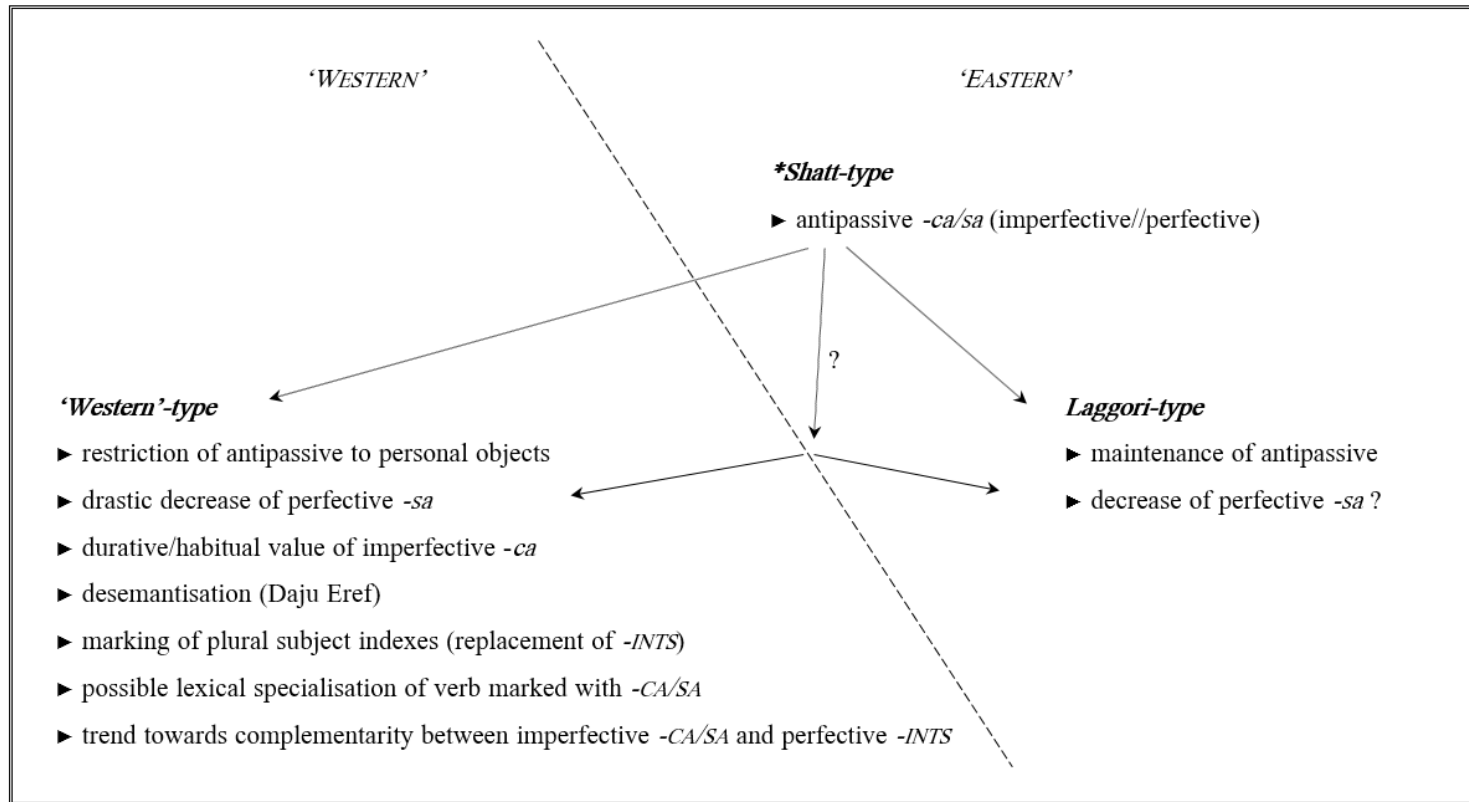 ‘WESTERN’
‘EASTERN’
*Shatt-type
► antipassive -ca/sa (imperfective//perfective)
?
‘Western’-type
► restriction of antipassive to personal objects
► drastic decrease of perfective -sa
► durative/habitual value of imperfective -ca
► desemantisation (Daju Eref)
► marking of plural subject indexes (replacement of -INTS)
► possible lexical specialisation of verb marked with -CA/SA
► trend towards complementarity between imperfective -CA/SA and perfective -INTS
Laggori-type
► maintenance of antipassive
► decrease of perfective -sa ?